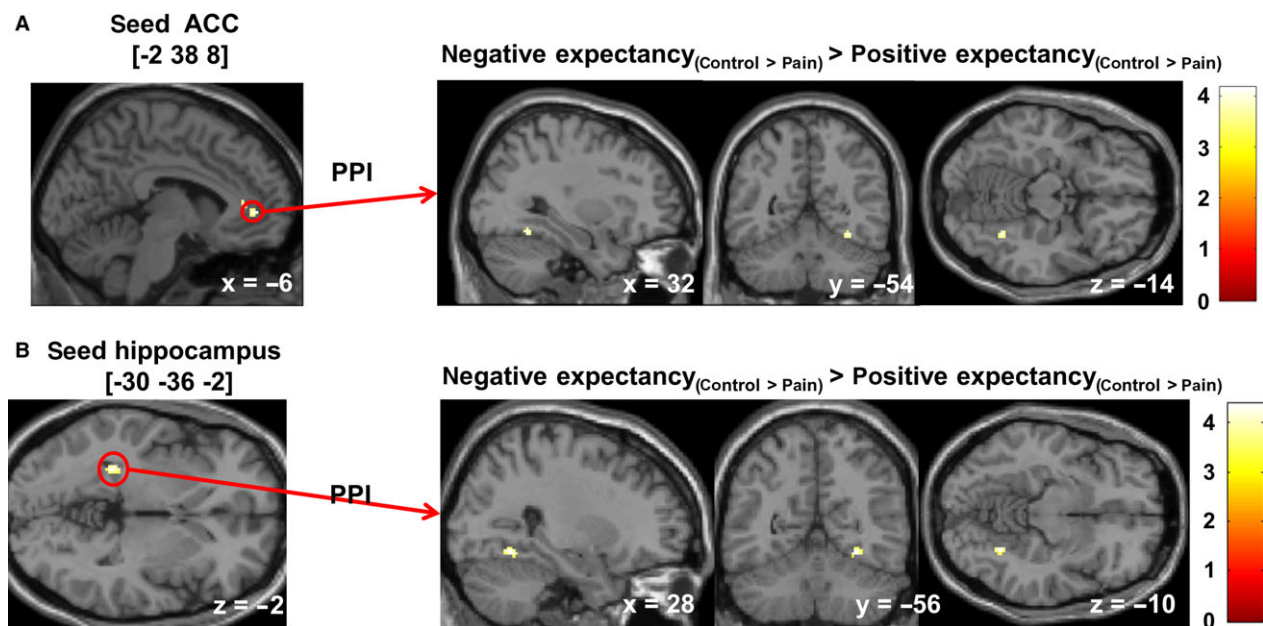 A
Seed ACC
[-2 38 8]
Negative expectancy(Control > Pain) > Positive expectancy(Control > Pain)
PPI
x = –6
x = 32
y = –54
z = –14
4
3
2
1
0
B
Seed hippocampus
[-30 -36 -2]
Negative expectancy(Control > Pain) > Positive expectancy(Control > Pain)
PPI
z = –2
x = 28
y = –56
z = –10
4
3
2
1
0